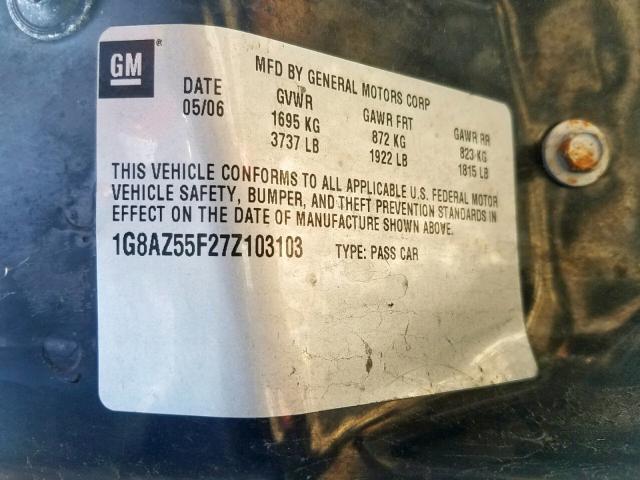 GM®
MFD BY GENERAL MOTORS CORP
DATE GVWR GAWR FRT GAWR RR
05/06 1695 KG 872 KG 823 KG
3737 LB 1922 LB 1815 LB
THIS VEHICLE CONFORMS TO ALL APPLICABLE U.S. FEDERAL MOTOR
VEHICLE SAFETY, BUMPER, AND THEFT PREVENTION STANDARDS IN
EFFECT ON THE DATE OF MANUFACTURE SHOWN ABOVE.
1G8AZ55F27Z103103 TYPE: PASS CAR